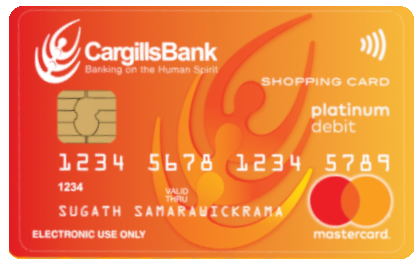 CargillsBank
Banking on the Human Spirit
SHOPPING CARD
platinum
debit
1234 5678 1234 5789
1234
VALID
THRU
SUGATH SAMARAWICKRAMA
ELECTRONIC USE ONLY
mastercard.